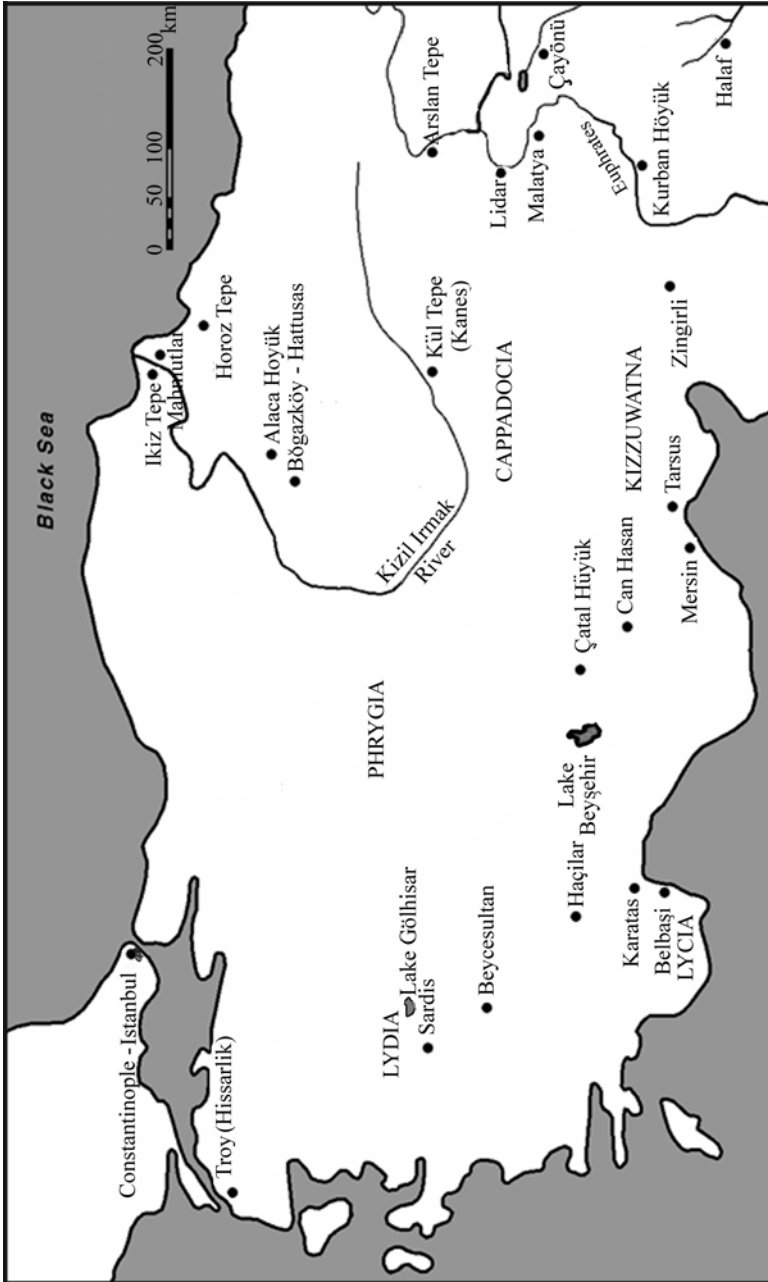 Black Sea
0 50 100 200
km
Constantinople -Istanbul
Troy (Hissarlik)
Ikiz Tepe
Mahmutlar
Horoz Tepe
Alaca Hoyük
Bögazköy - Hattusas
Kizil Irmak
River
PHRYGIA
LYDIA
Lake Gölhisar
Sardis
Beycesultan
Kül Tepe
(Kanes)
Arslan Tepe
CAPPADOCIA
Lidar
Malatya
Çayönü
Euphrates
Kurban Höyük
Halaf
Haçilar
Lake
Beyşehir
Çatal Hüyük
Can Hasan
KIZZUWATNA
Karatas
Belbaşi
LYCIA
Mersin
Tarsus
Zingirli